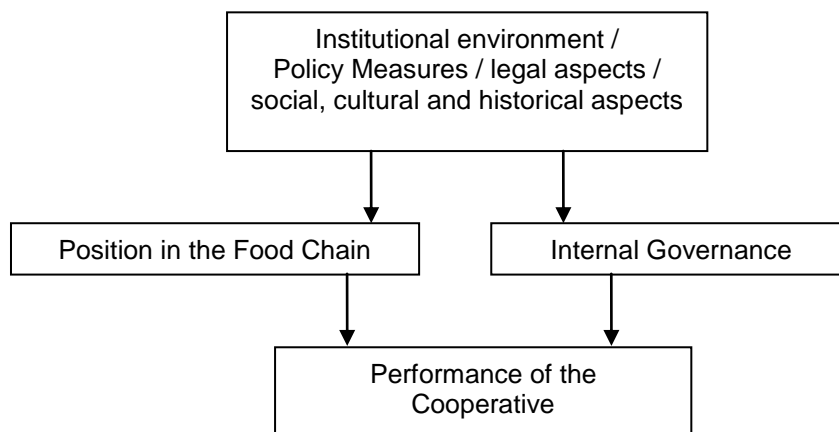 Institutional environment /
Policy Measures / legal aspects /
social, cultural and historical aspects
Position in the Food Chain
Internal Governance
Performance of the
Cooperative